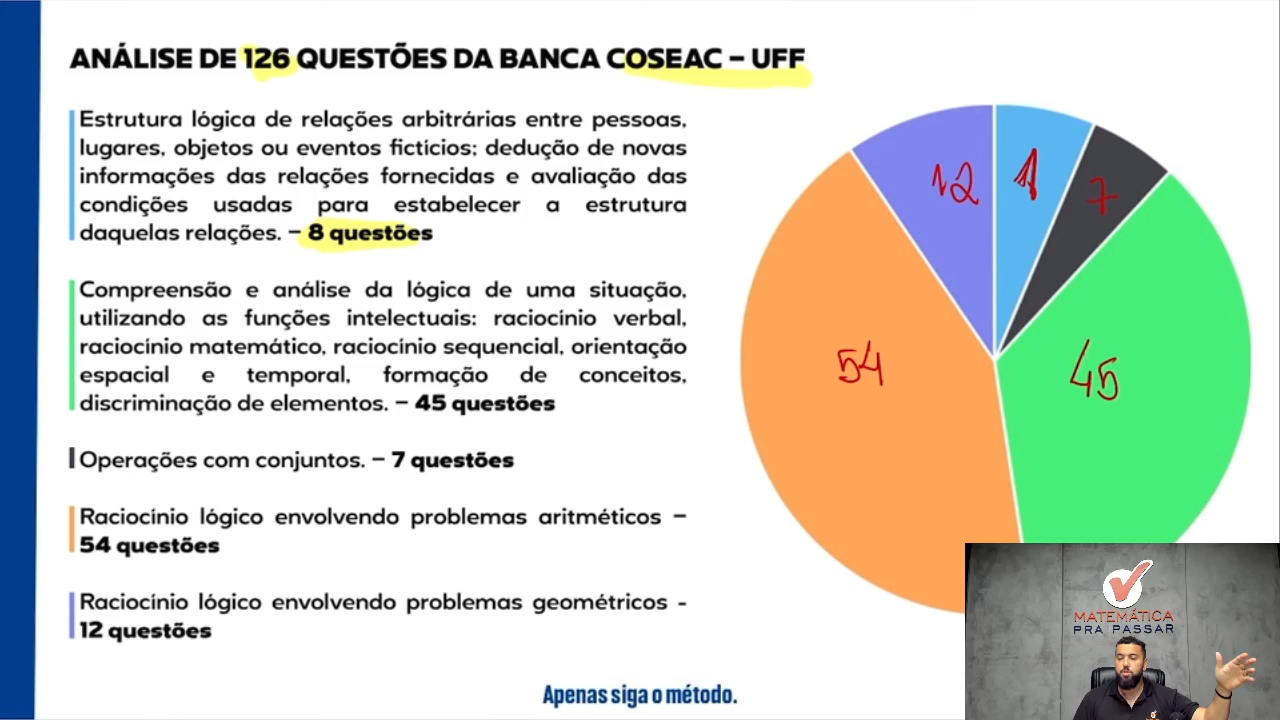 ANÁLISE DE 126 QUESTÕES DA BANCA COSEAC – UFF
Estrutura lógica de relações arbitrárias entre pessoas,
lugares, objetos ou eventos fictícios; dedução de novas
informações das relações fornecidas e avaliação das
condições usadas para estabelecer a estrutura
daquelas relações. – 8 questões
Compreensão e análise da lógica de uma situação,
utilizando as funções intelectuais: raciocínio verbal,
raciocínio matemático, raciocínio sequencial, orientação
espacial e temporal, formação de conceitos,
discriminação de elementos. – 45 questões
Operações com conjuntos. – 7 questões
Raciocínio lógico envolvendo problemas aritméticos –
54 questões
Raciocínio lógico envolvendo problemas geométricos -
12 questões
12
7
54
45
MATEMÁTICA
PRA PASSAR
Apenas siga o método.